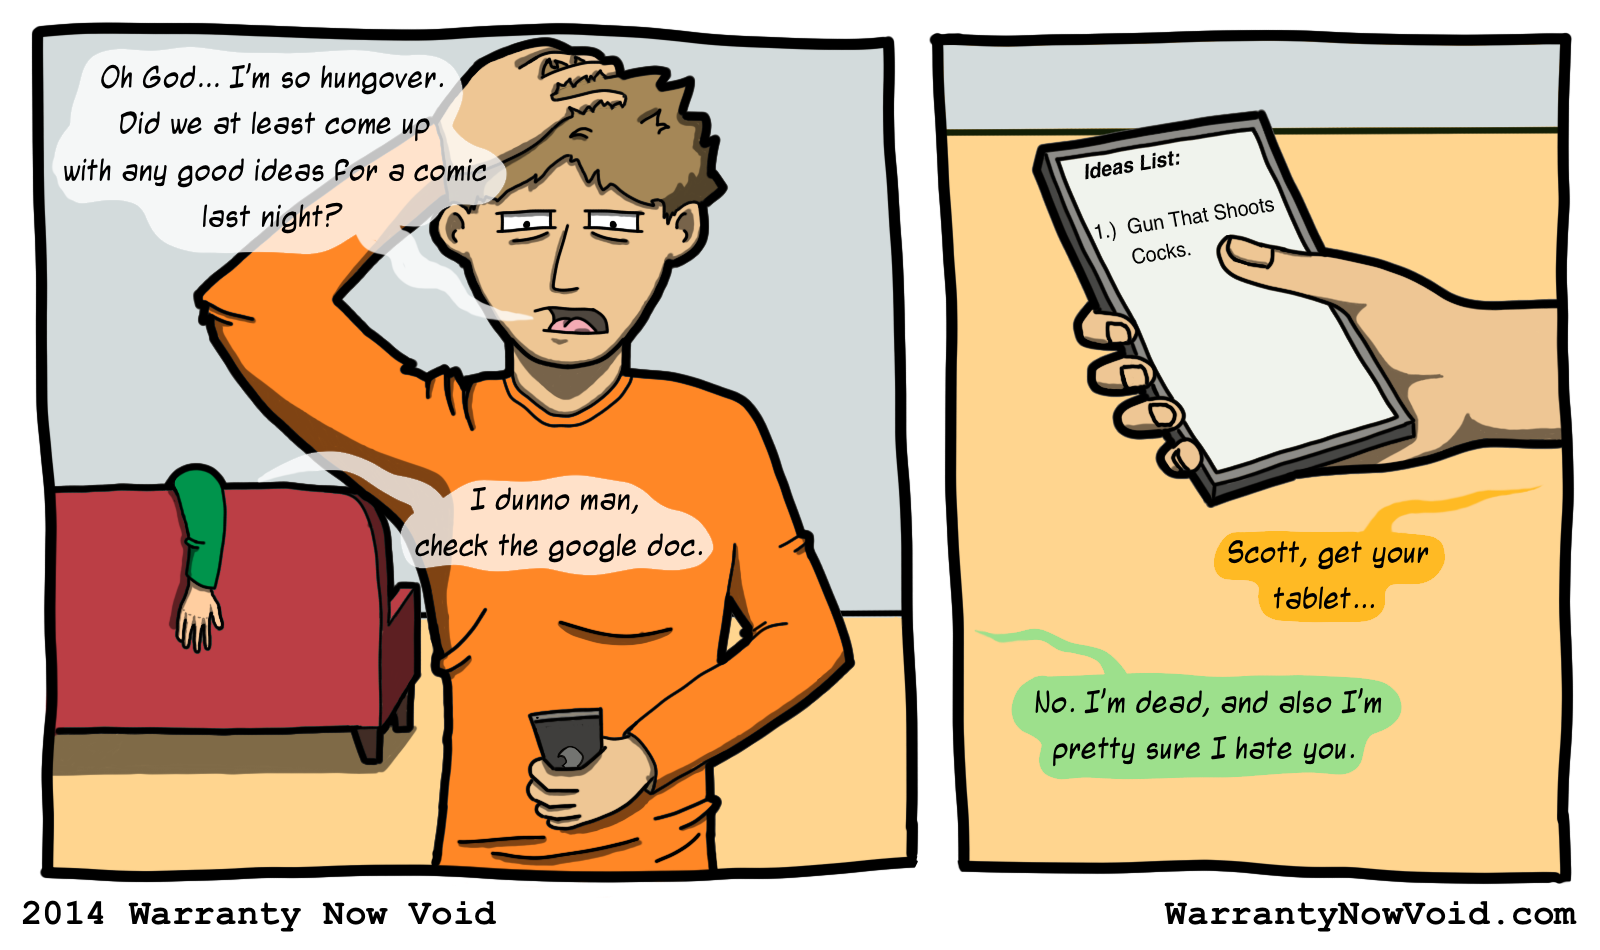 Oh God... I'm so hungover.
Did we at least come up
with any good ideas for a comic
last night?
I dunno man,
check the google doc.
Ideas List:
1.) Gun That Shoots
Cocks.
Scott, get your
tablet...
No. I'm dead, and also I'm
pretty sure I hate you.
2014 Warranty Now Void
WarrantyNowVoid.com